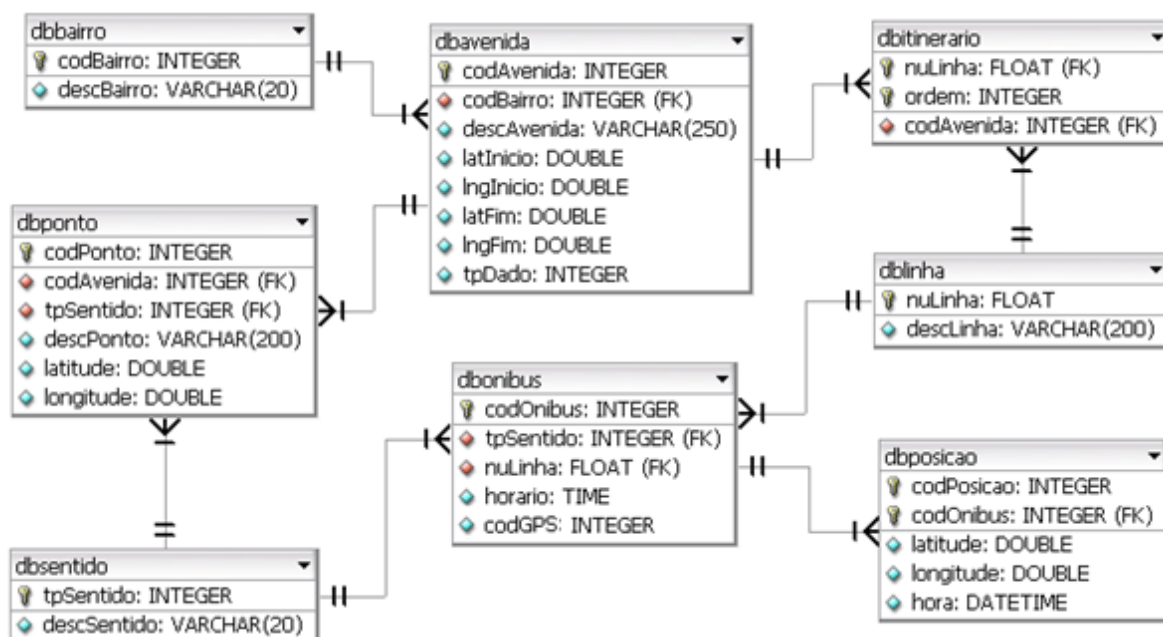 dbbairro
codBairro: INTEGER
descBairro: VARCHAR(20)
dbavenida
codAvenida: INTEGER
codBairro: INTEGER (FK)
descAvenida: VARCHAR(250)
latInicio: DOUBLE
lngInicio: DOUBLE
latFim: DOUBLE
lngFim: DOUBLE
tpDado: INTEGER
dbitinerario
nuLinha: FLOAT (FK)
ordem: INTEGER
codAvenida: INTEGER (FK)
dbponto
codPonto: INTEGER
codAvenida: INTEGER (FK)
tpSentido: INTEGER (FK)
descPonto: VARCHAR(200)
latitude: DOUBLE
longitude: DOUBLE
dblinha
nuLinha: FLOAT
descLinha: VARCHAR(200)
dbonibus
codOnibus: INTEGER
tpSentido: INTEGER (FK)
nuLinha: FLOAT (FK)
horario: TIME
codGPS: INTEGER
dbposicao
codPosicao: INTEGER
codOnibus: INTEGER (FK)
latitude: DOUBLE
longitude: DOUBLE
hora: DATETIME
dbsentido
tpSentido: INTEGER
descSentido: VARCHAR(20)